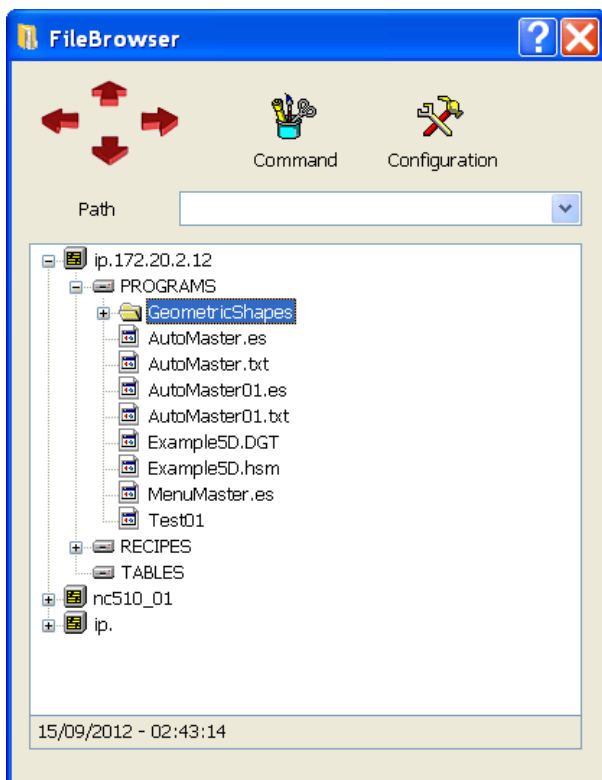 FileBrowser
Command Configuration
Path
ip.172.20.2.12
PROGRAMS
GeometricShapes
AutoMaster.es
AutoMaster.txt
AutoMaster01.es
AutoMaster01.txt
Example5D.DGT
Example5D.hsm
MenuMaster.es
Test01
RECIPES
TABLES
nc510_01
ip.
15/09/2012 - 02:43:14